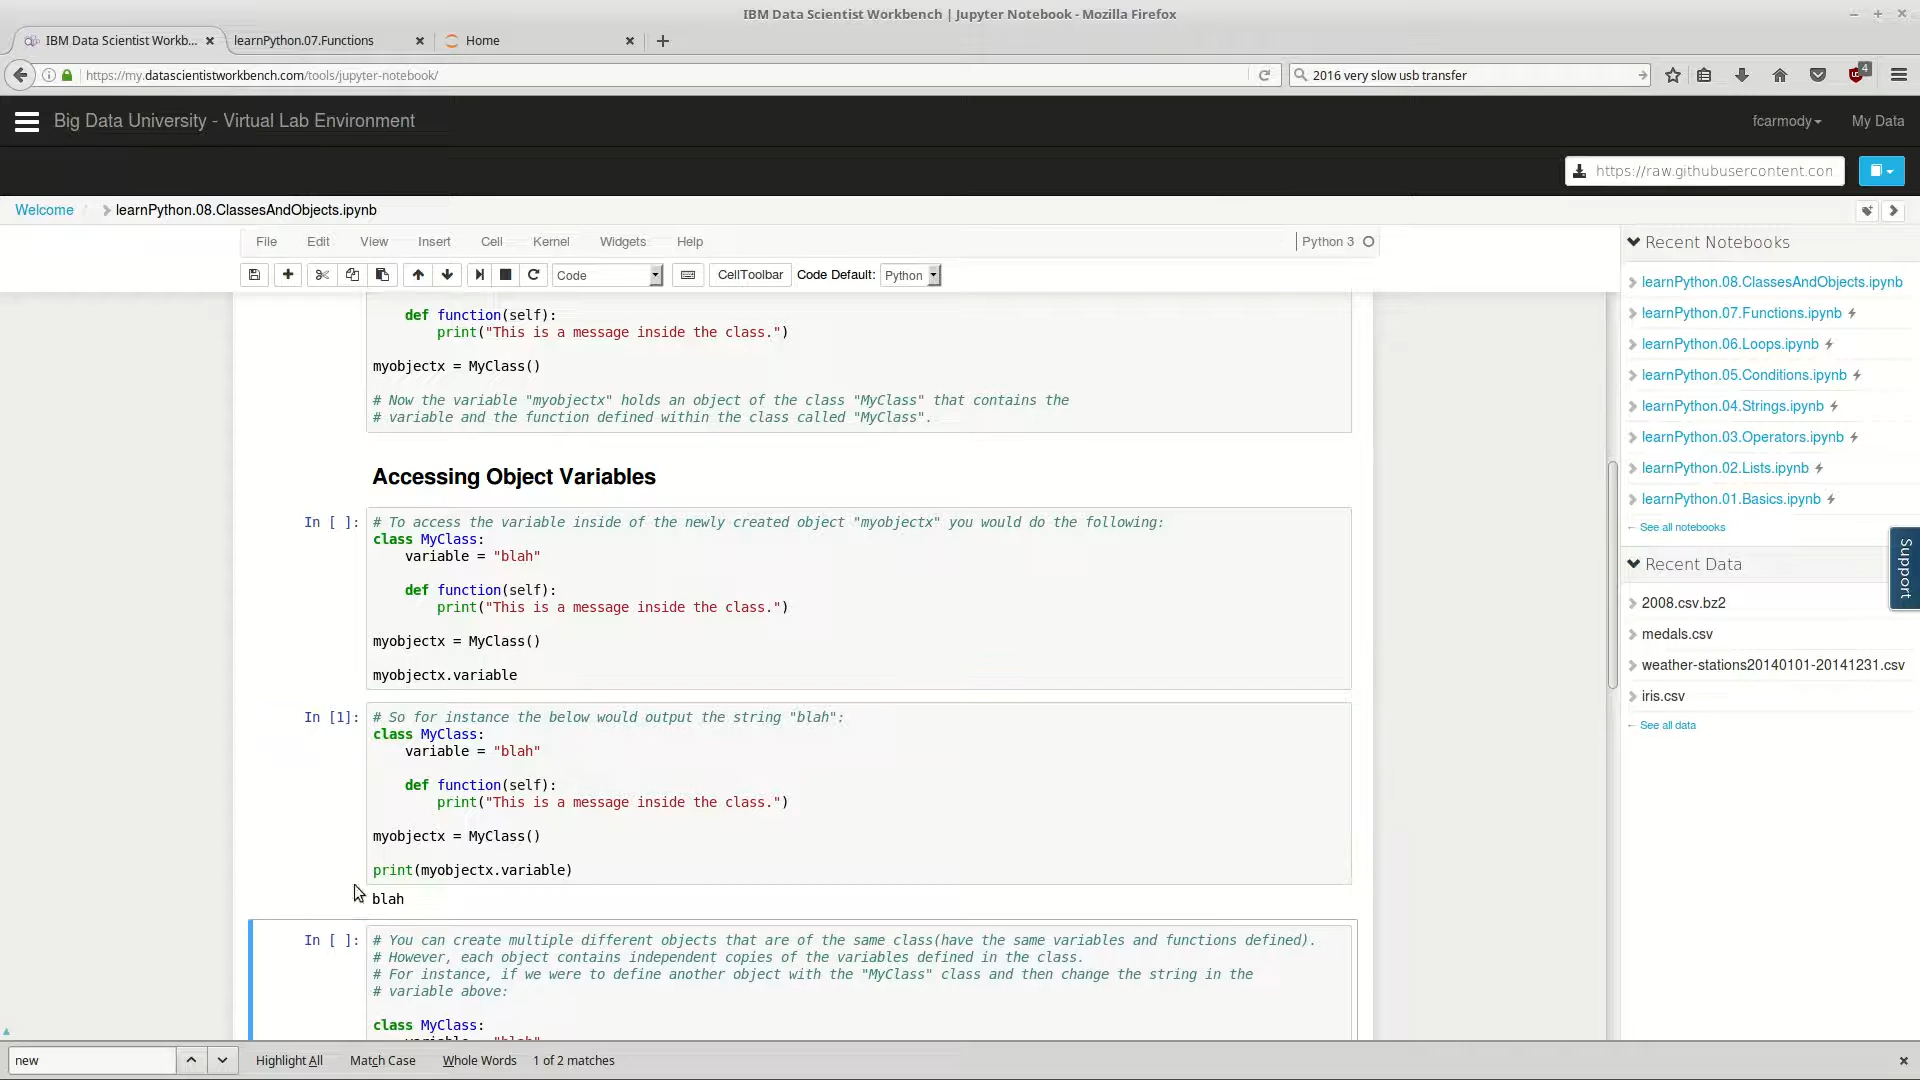 IBM Data Scientist Workbench | Jupyter Notebook - Mozilla Firefox
IBM Data Scientist Workb...
learnPython.07.Functions
Home
https://my.datascientistworkbench.com/tools/jupyter-notebook/
2016 very slow usb transfer
4
Big Data University - Virtual Lab Environment
fcarmody
My Data
https://raw.githubusercontent.com
Welcome
learnPython.08.ClassesAndObjects.ipynb
File Edit View Insert Cell Kernel Widgets Help
Python 3
Code
CellToolbar
Code Default:
Python
def function(self):
print("This is a message inside the class.")
myobjectx = MyClass()
# Now the variable "myobjectx" holds an object of the class "MyClass" that contains the
# variable and the function defined within the class called "MyClass".
Accessing Object Variables
In [ ]:
# To access the variable inside of the newly created object "myobjectx" you would do the following:
class MyClass:
variable = "blah"
def function(self):
print("This is a message inside the class.")
myobjectx = MyClass()
myobjectx.variable
In [1]:
# So for instance the below would output the string "blah":
class MyClass:
variable = "blah"
def function(self):
print("This is a message inside the class.")
myobjectx = MyClass()
print(myobjectx.variable)
blah
In [ ]:
# You can create multiple different objects that are of the same class(have the same variables and functions defined).
# However, each object contains independent copies of the variables defined in the class.
# For instance, if we were to define another object with the "MyClass" class and then change the string in the
# variable above:
class MyClass:
variable = "blah"
Recent Notebooks
learnPython.08.ClassesAndObjects.ipynb
learnPython.07.Functions.ipynb
learnPython.06.Loops.ipynb
learnPython.05.Conditions.ipynb
learnPython.04.Strings.ipynb
learnPython.03.Operators.ipynb
learnPython.02.Lists.ipynb
learnPython.01.Basics.ipynb
← See all notebooks
Recent Data
2008.csv.bz2
medals.csv
weather-stations20140101-20141231.csv
iris.csv
← See all data
Support
new
Highlight All
Match Case
Whole Words
1 of 2 matches